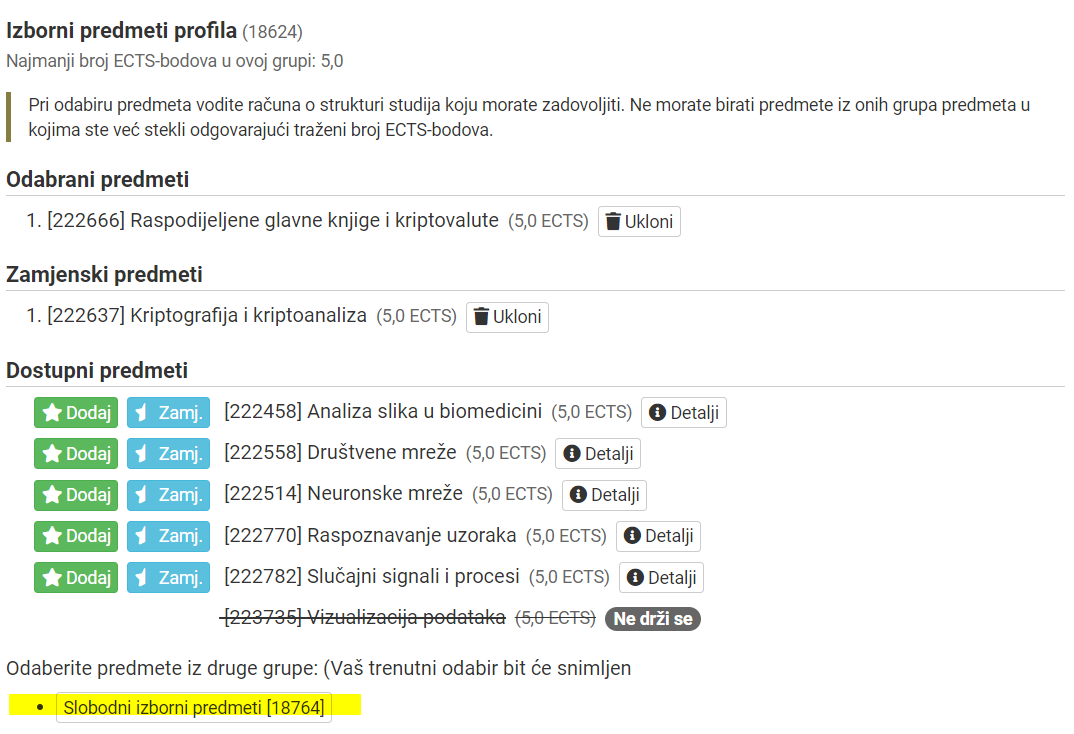 Izborni predmeti profila (18624)
Najmanji broj ECTS-bodova u ovoj grupi: 5,0
Pri odabiru predmeta vodite računa o strukturi studija koju morate zadovoljiti. Ne morate birati predmete iz onih grupa predmeta u
kojima ste već stekli odgovarajući traženi broj ECTS-bodova.
Odabrani predmeti
1. [222666] Raspodijeljene glavne knjige i kriptovalute (5,0 ECTS) Ukloni
Zamjenski predmeti
1. [222637] Kriptografija i kriptoanaliza (5,0 ECTS) Ukloni
Dostupni predmeti
Dodaj Zamj. [222458] Analiza slika u biomedicini (5,0 ECTS) Detalji
Dodaj Zamj. [222558] Društvene mreže (5,0 ECTS) Detalji
Dodaj Zamj. [222514] Neuronske mreže (5,0 ECTS) Detalji
Dodaj Zamj. [222770] Raspoznavanje uzoraka (5,0 ECTS) Detalji
Dodaj Zamj. [222782] Slučajni signali i procesi (5,0 ECTS) Detalji
[223735] Vizualizacija podataka (5,0 ECTS) Ne drži se
Odaberite predmete iz druge grupe: (Vaš trenutni odabir bit će snimljen
• Slobodni izborni predmeti [18764]